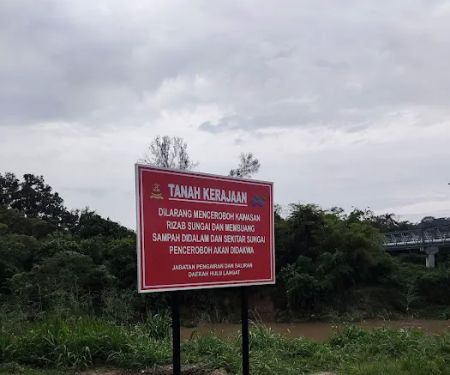 TANAH KERAJAAN
DILARANG MENCEROBOH KAWASAN
RIZAB SUNGAI DAN MEMBUANG
SAMPAH DIDALAM DAN SEKITAR SUNGAI
PENCEROBOH AKAN DIDAKWA
JABATAN PENGAIRAN DAN SALIRAN
DAERAH HULU LANGAT